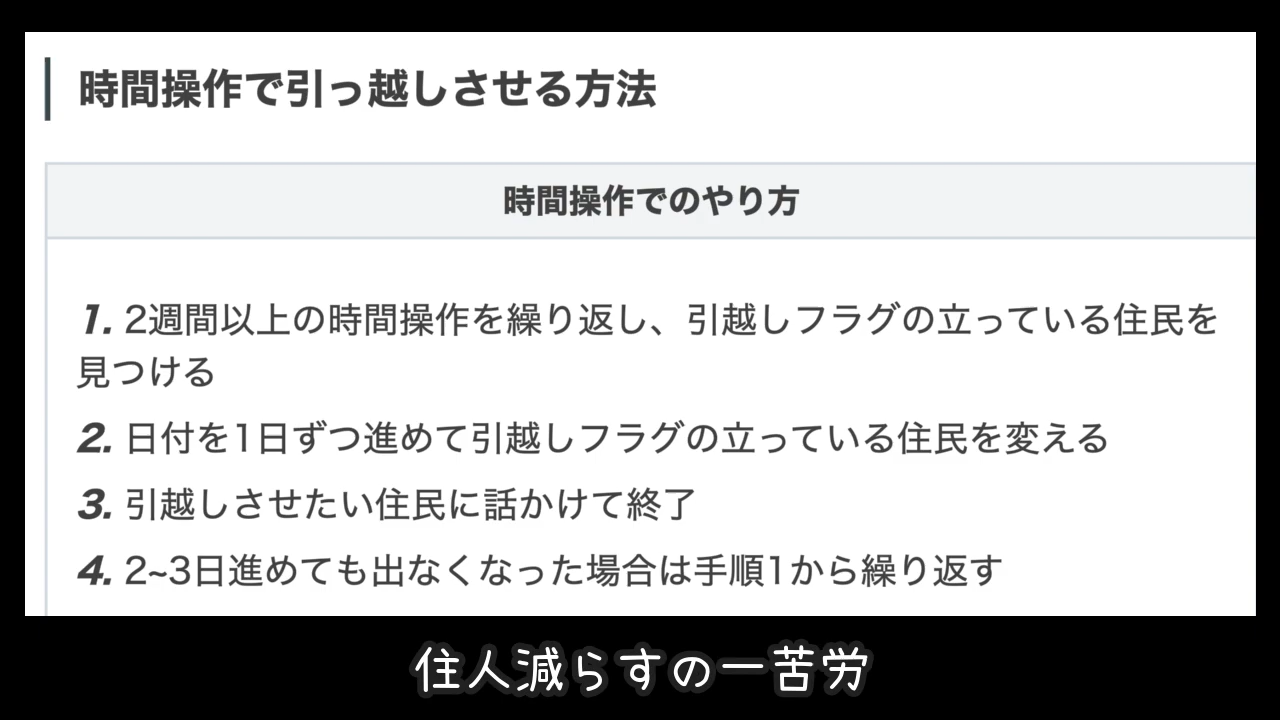 時間操作で引っ越しさせる方法
時間操作でのやり方
1. 2週間以上の時間操作を繰り返し、引越しフラグの立っている住民を
見つける
2. 日付を1日ずつ進めて引越しフラグの立っている住民を変える
3. 引越しさせたい住民に話かけて終了
4. 2~3日進めても出なくなった場合は手順1から繰り返す
住人減らすの一苦労